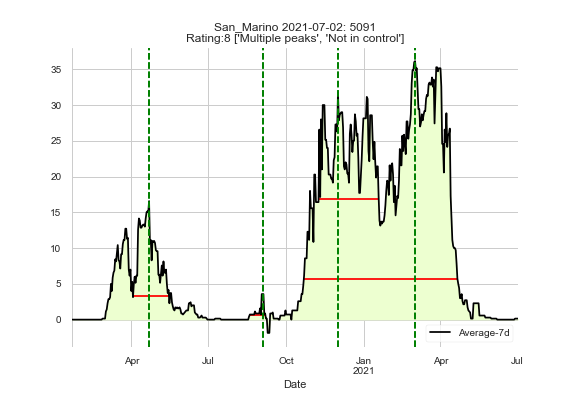 San_Marino 2021-07-02: 5091
Rating:8 ['Multiple peaks', 'Not in control']
35
30
25
20
15
10
5
0
Average-7d
Apr
Jul
Oct
Jan
2021
Apr
Jul
Date